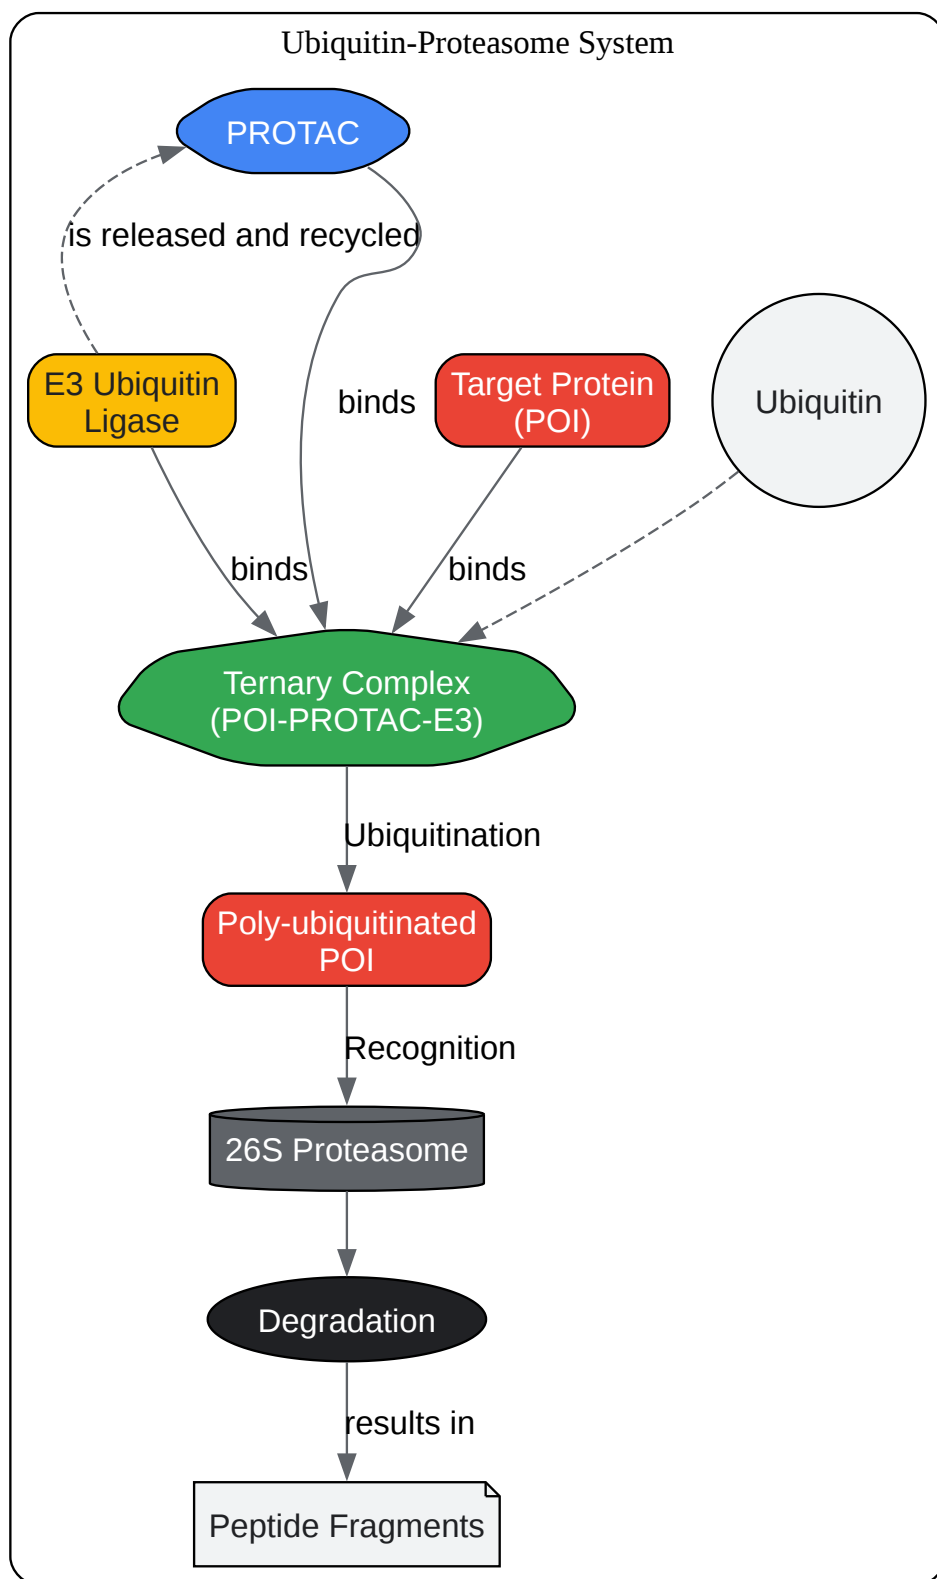 Ubiquitin-Proteasome System
PROTAC
is released and recycled
E3 Ubiquitin
Ligase
binds
Target Protein
(POI)
Ubiquitin
binds
binds
Ternary Complex
(POI-PROTAC-E3)
Ubiquitination
Poly-ubiquitinated
POI
Recognition
26S Proteasome
Degradation
results in
Peptide Fragments